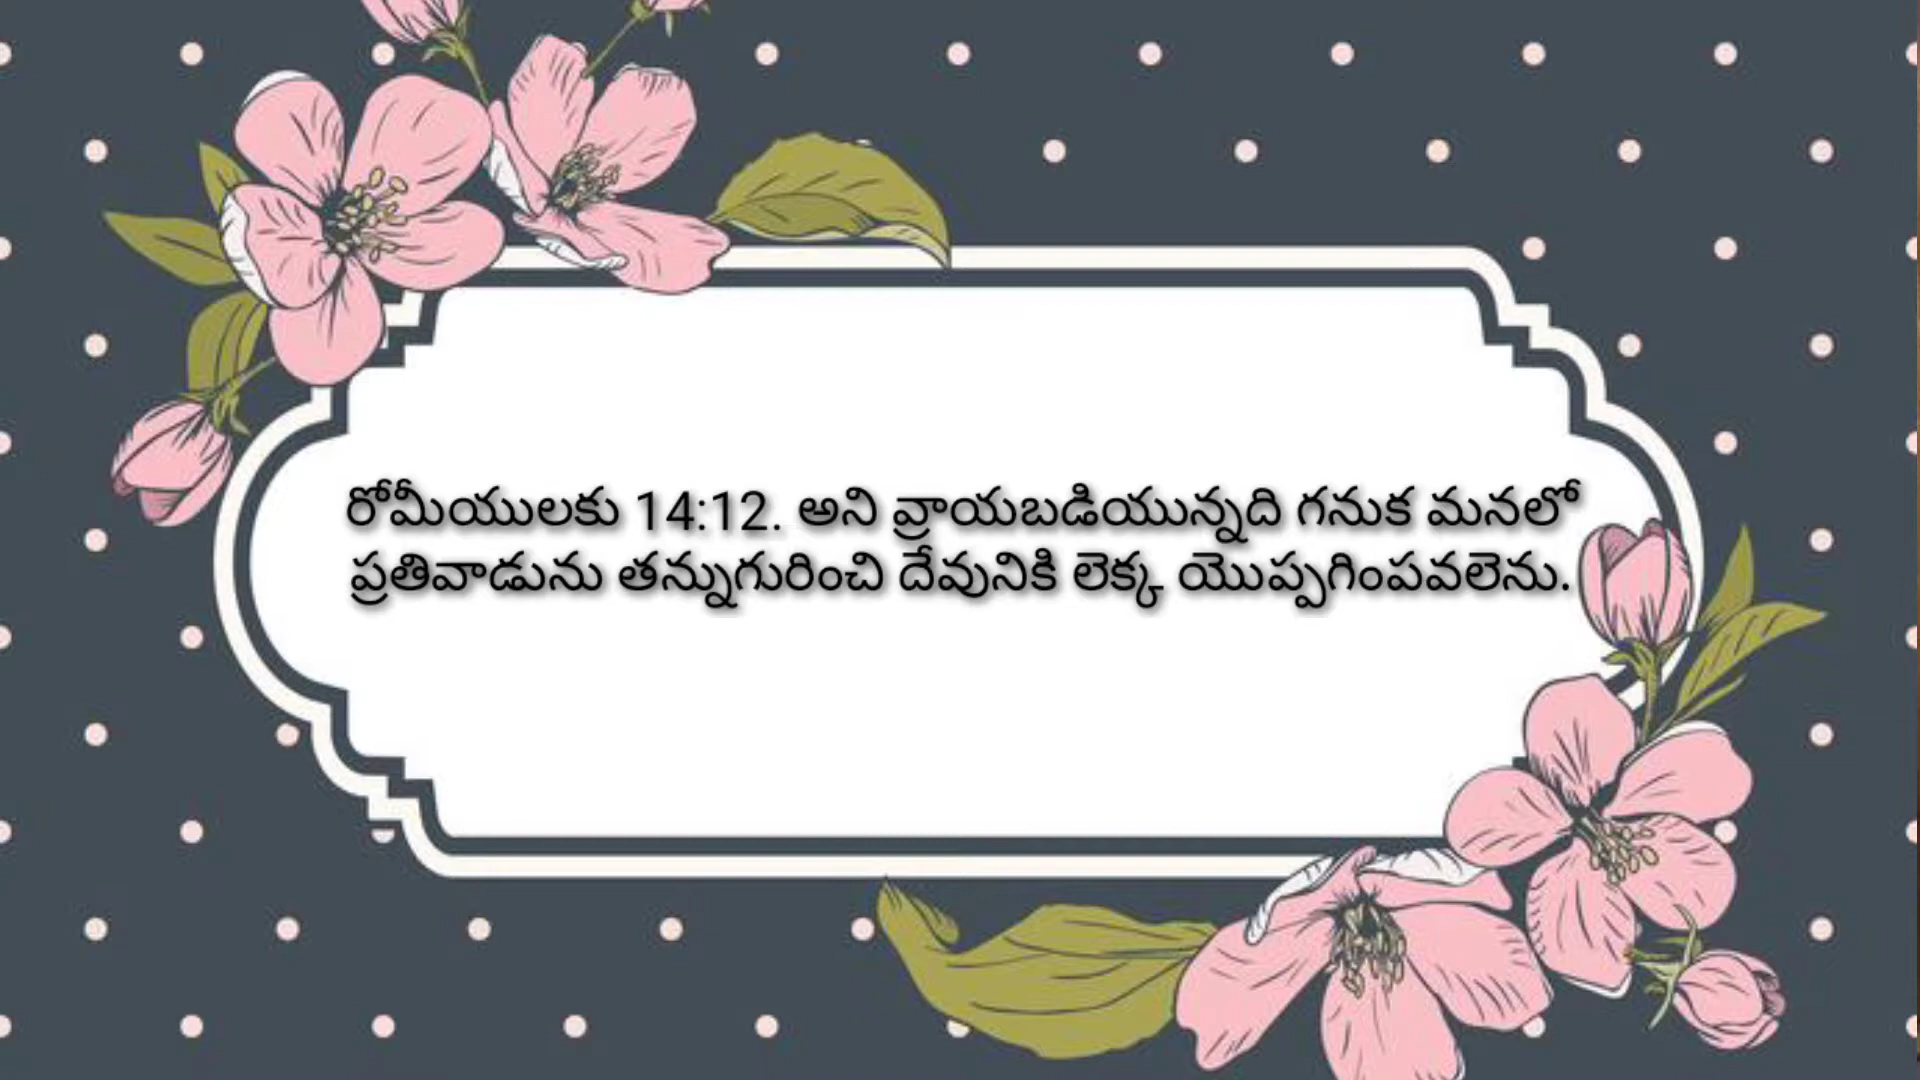 రోమీయులకు 14:12. అని వ్రాయబడియున్నది గనుక మనలో
ప్రతివాడును తన్నుగురించి దేవునికి లెక్క యొప్పగింపవలెను.